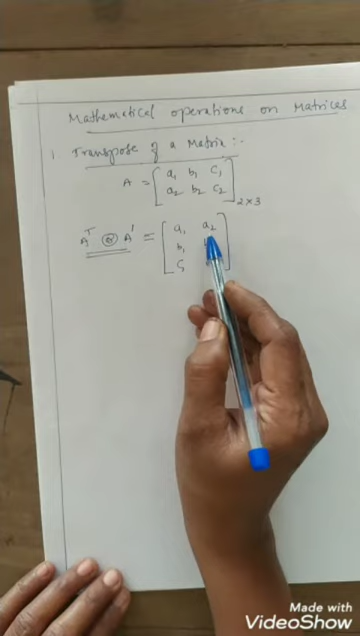 Mathematical operations on Matrices
1. Transpose of a Matrix :-
A = [ a₁ b₁ c₁
a₂ b₂ c₂ ] 2×3
Aᵀ (or) A' = [ a₁ a₂
b₁
c₁
Made with
VideoShow